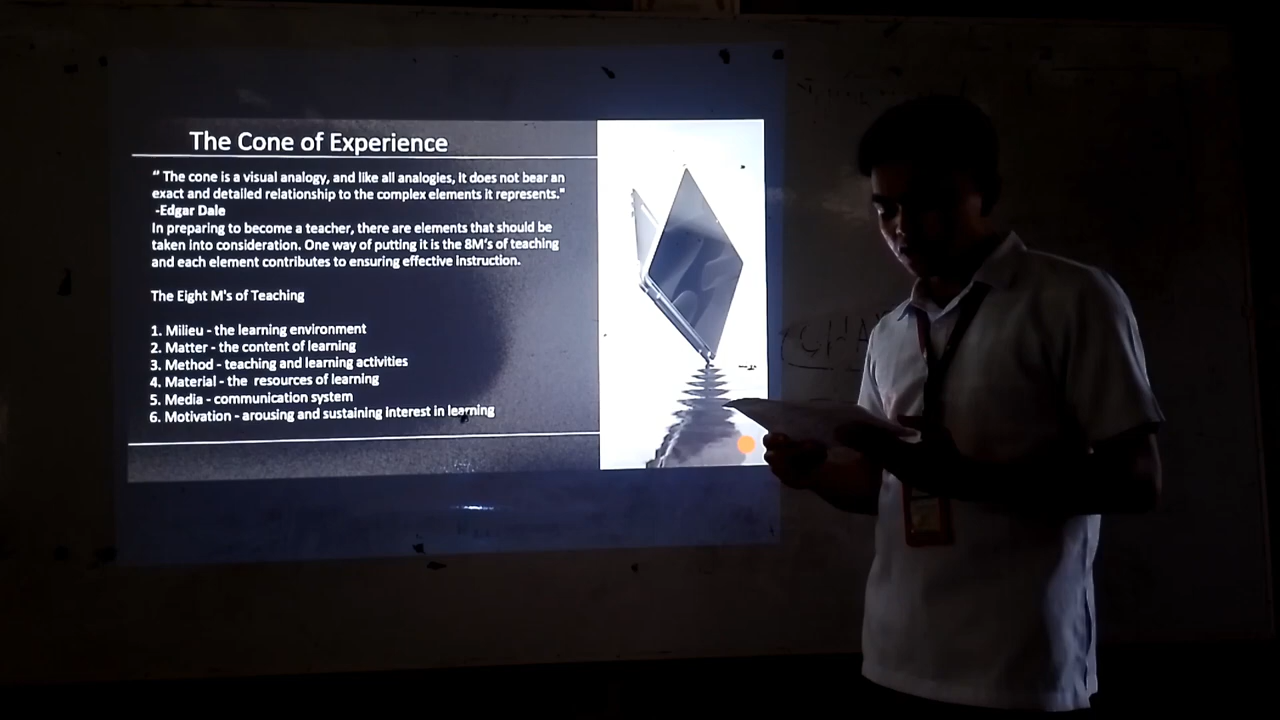 The Cone of Experience
“ The cone is a visual analogy, and like all analogies, it does not bear an
exact and detailed relationship to the complex elements it represents."
-Edgar Dale
In preparing to become a teacher, there are elements that should be
taken into consideration. One way of putting it is the 8M's of teaching
and each element contributes to ensuring effective instruction.
The Eight M's of Teaching
1. Milieu - the learning environment
2. Matter - the content of learning
3. Method - teaching and learning activities
4. Material - the resources of learning
5. Media - communication system
6. Motivation - arousing and sustaining interest in learning